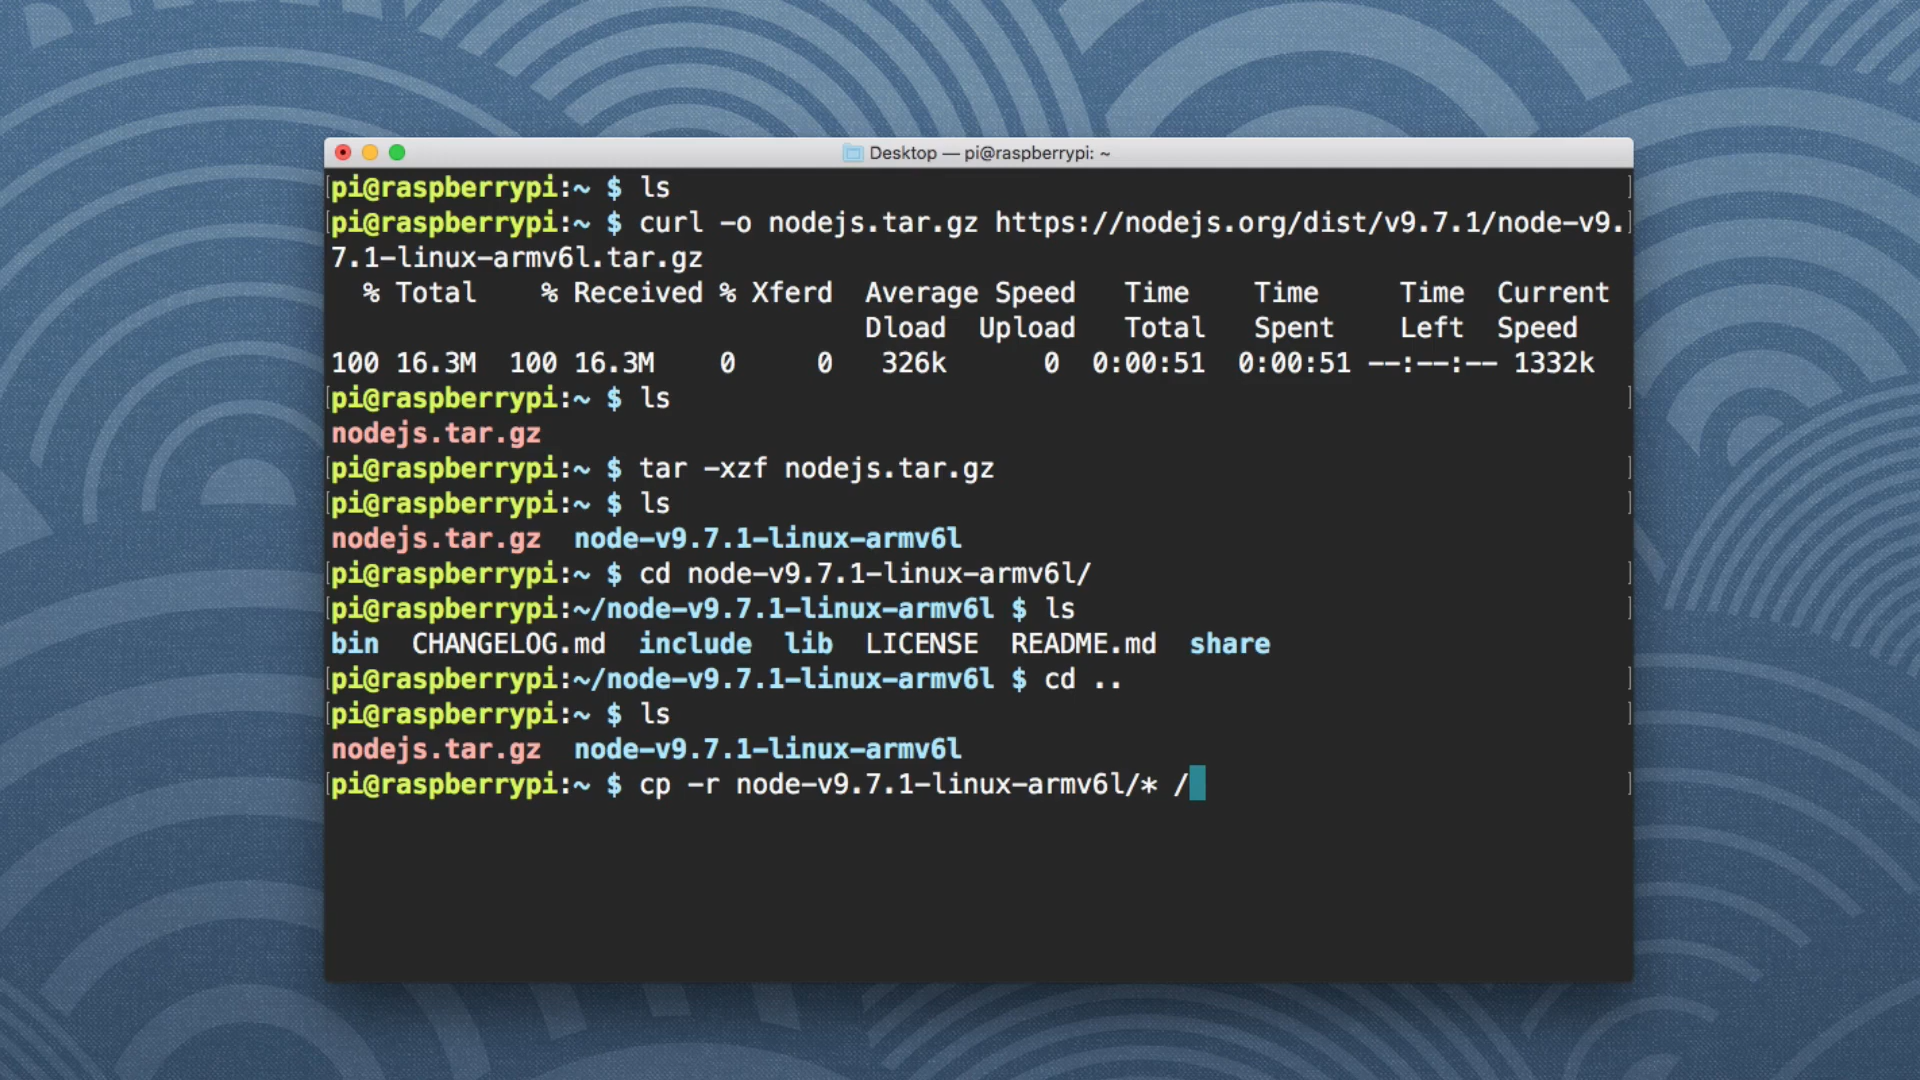 Desktop — pi@raspberrypi: ~
pi@raspberrypi:~ $ ls
pi@raspberrypi:~ $ curl -o nodejs.tar.gz https://nodejs.org/dist/v9.7.1/node-v9.
7.1-linux-armv6l.tar.gz
% Total % Received % Xferd Average Speed Time Time Time Current
Dload Upload Total Spent Left Speed
100 16.3M 100 16.3M 0 0 326k 0 0:00:51 0:00:51 --:--:-- 1332k
pi@raspberrypi:~ $ ls
nodejs.tar.gz
pi@raspberrypi:~ $ tar -xzf nodejs.tar.gz
pi@raspberrypi:~ $ ls
nodejs.tar.gz node-v9.7.1-linux-armv6l
pi@raspberrypi:~ $ cd node-v9.7.1-linux-armv6l/
pi@raspberrypi:~/node-v9.7.1-linux-armv6l $ ls
bin CHANGELOG.md include lib LICENSE README.md share
pi@raspberrypi:~/node-v9.7.1-linux-armv6l $ cd ..
pi@raspberrypi:~ $ ls
nodejs.tar.gz node-v9.7.1-linux-armv6l
pi@raspberrypi:~ $ cp -r node-v9.7.1-linux-armv6l/* /